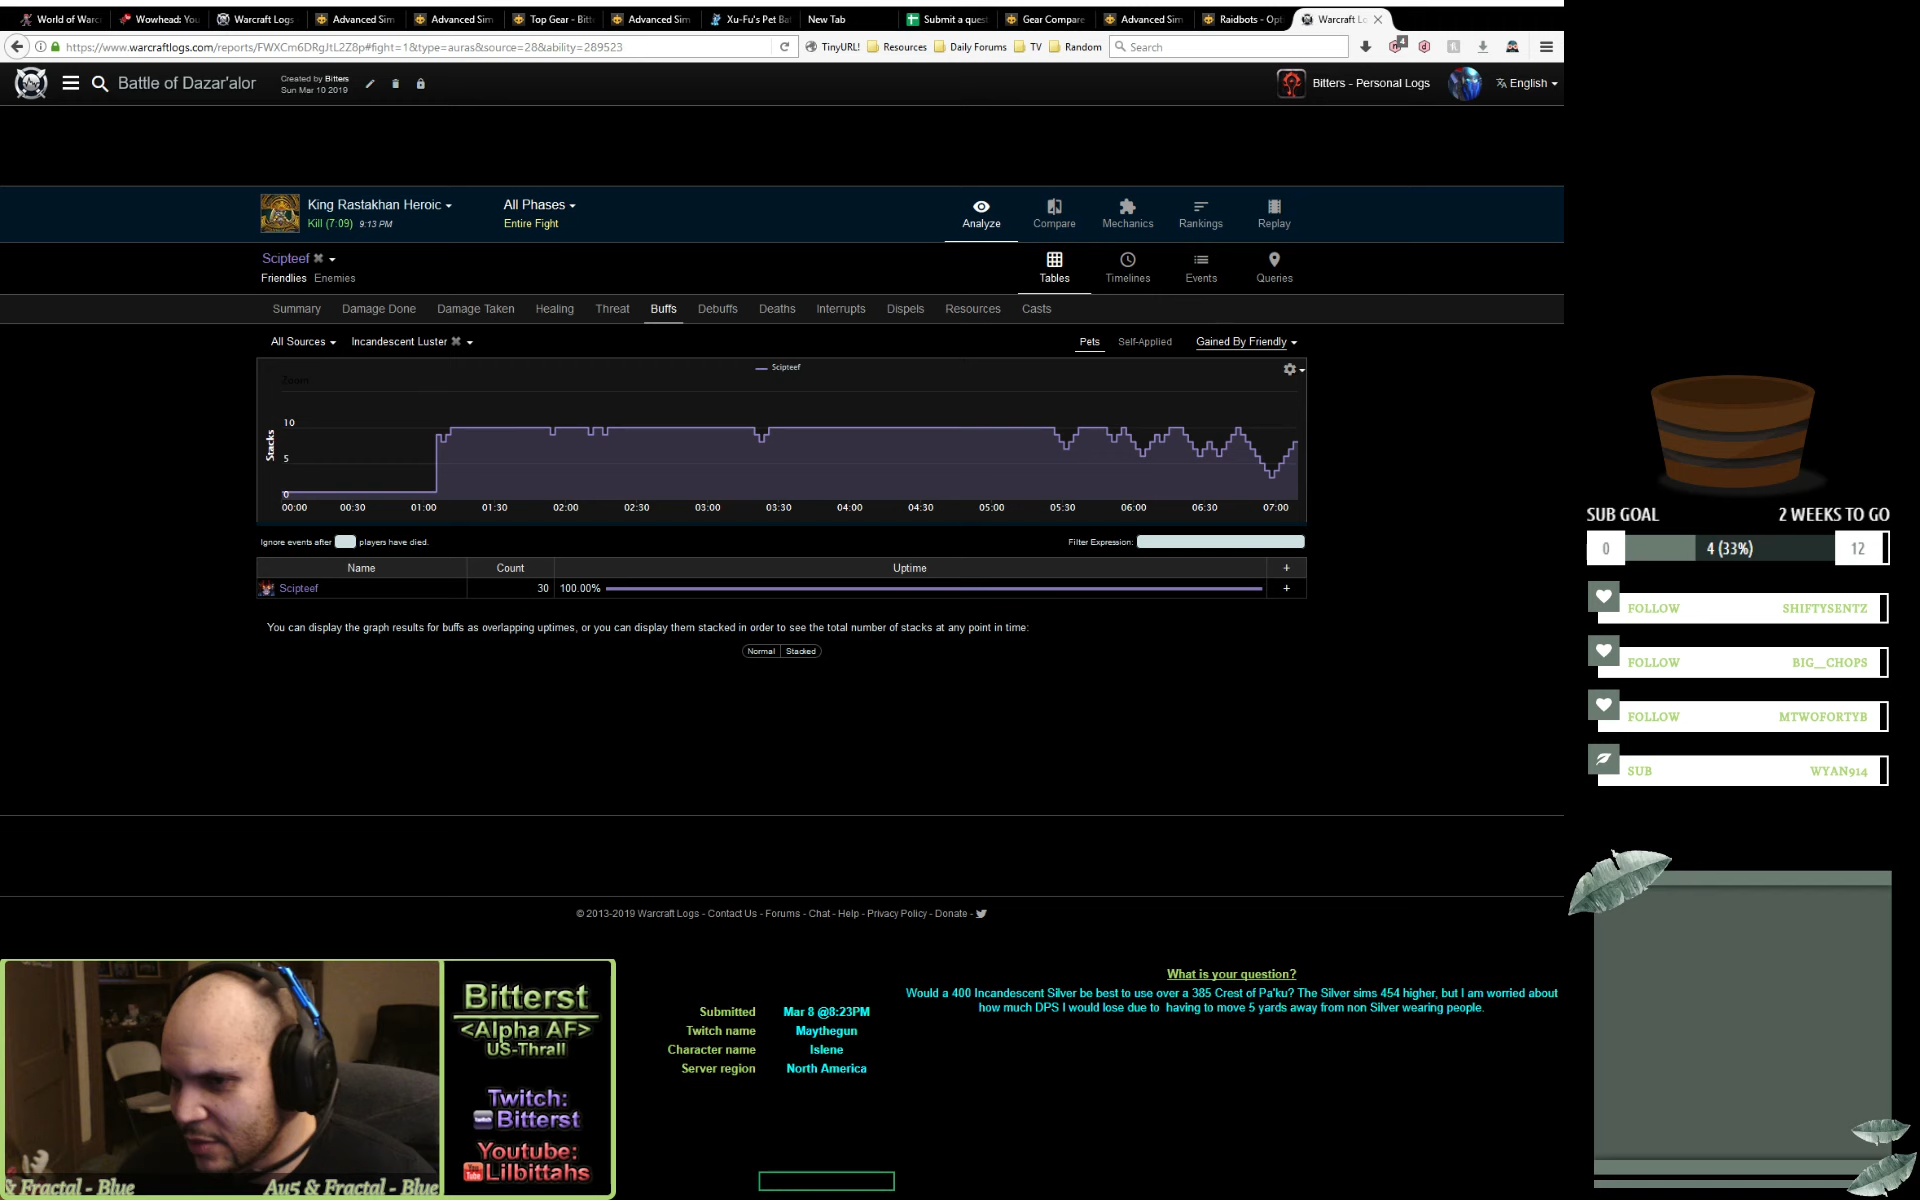 World of Warc
Wowhead: You
Warcraft Logs
Advanced Sim
Advanced Sim
Top Gear - Bitt
Advanced Sim
Xu-Fu's Pet Bat
New Tab
Submit a quest
Gear Compare
Advanced Sim
Raidbots - Opt
Warcraft Lo
https://www.warcraftlogs.com/reports/FWXCm6DRgJtL2Z8p#fight=1&type=auras&source=28&ability=289523
TinyURL!
Resources
Daily Forums
TV
Random
Search
4
Battle of Dazar'alor
Created by Bitters
Sun Mar 10 2019
Bitters - Personal Logs
English
King Rastakhan Heroic
Kill (7:09) 9:13 PM
All Phases
Entire Fight
Analyze
Compare
Mechanics
Rankings
Replay
Scipteef
Friendlies Enemies
Tables
Timelines
Events
Queries
Summary
Damage Done
Damage Taken
Healing
Threat
Buffs
Debuffs
Deaths
Interrupts
Dispels
Resources
Casts
All Sources
Incandescent Luster
Pets
Self-Applied
Gained By Friendly
Scipteef
Zoom
Stacks
10
5
0
00:00 00:30 01:00 01:30 02:00 02:30 03:00 03:30 04:00 04:30 05:00 05:30 06:00 06:30 07:00
Ignore events after players have died.
Filter Expression:
Name Count Uptime +
Scipteef 30 100.00% +
You can display the graph results for buffs as overlapping uptimes, or you can display them stacked in order to see the total number of stacks at any point in time:
Normal Stacked
© 2013-2019 Warcraft Logs - Contact Us - Forums - Chat - Help - Privacy Policy - Donate -
SUB GOAL 2 WEEKS TO GO
0 4 (33%) 12
FOLLOW SHIFTYSENTZ
FOLLOW BIG__CHOPS
FOLLOW MTWOFORTYB
SUB WYAN914
Bitterst
<Alpha AF>
US-Thrall
Twitch:
Bitterst
Youtube:
Lilbittahs
& Fractal - Blue
Au5 & Fractal - Blue
Submitted Mar 8 @8:23PM
Twitch name Maythegun
Character name Islene
Server region North America
What is your question?
Would a 400 Incandescent Silver be best to use over a 385 Crest of Pa'ku? The Silver sims 454 higher, but I am worried about
how much DPS I would lose due to having to move 5 yards away from non Silver wearing people.